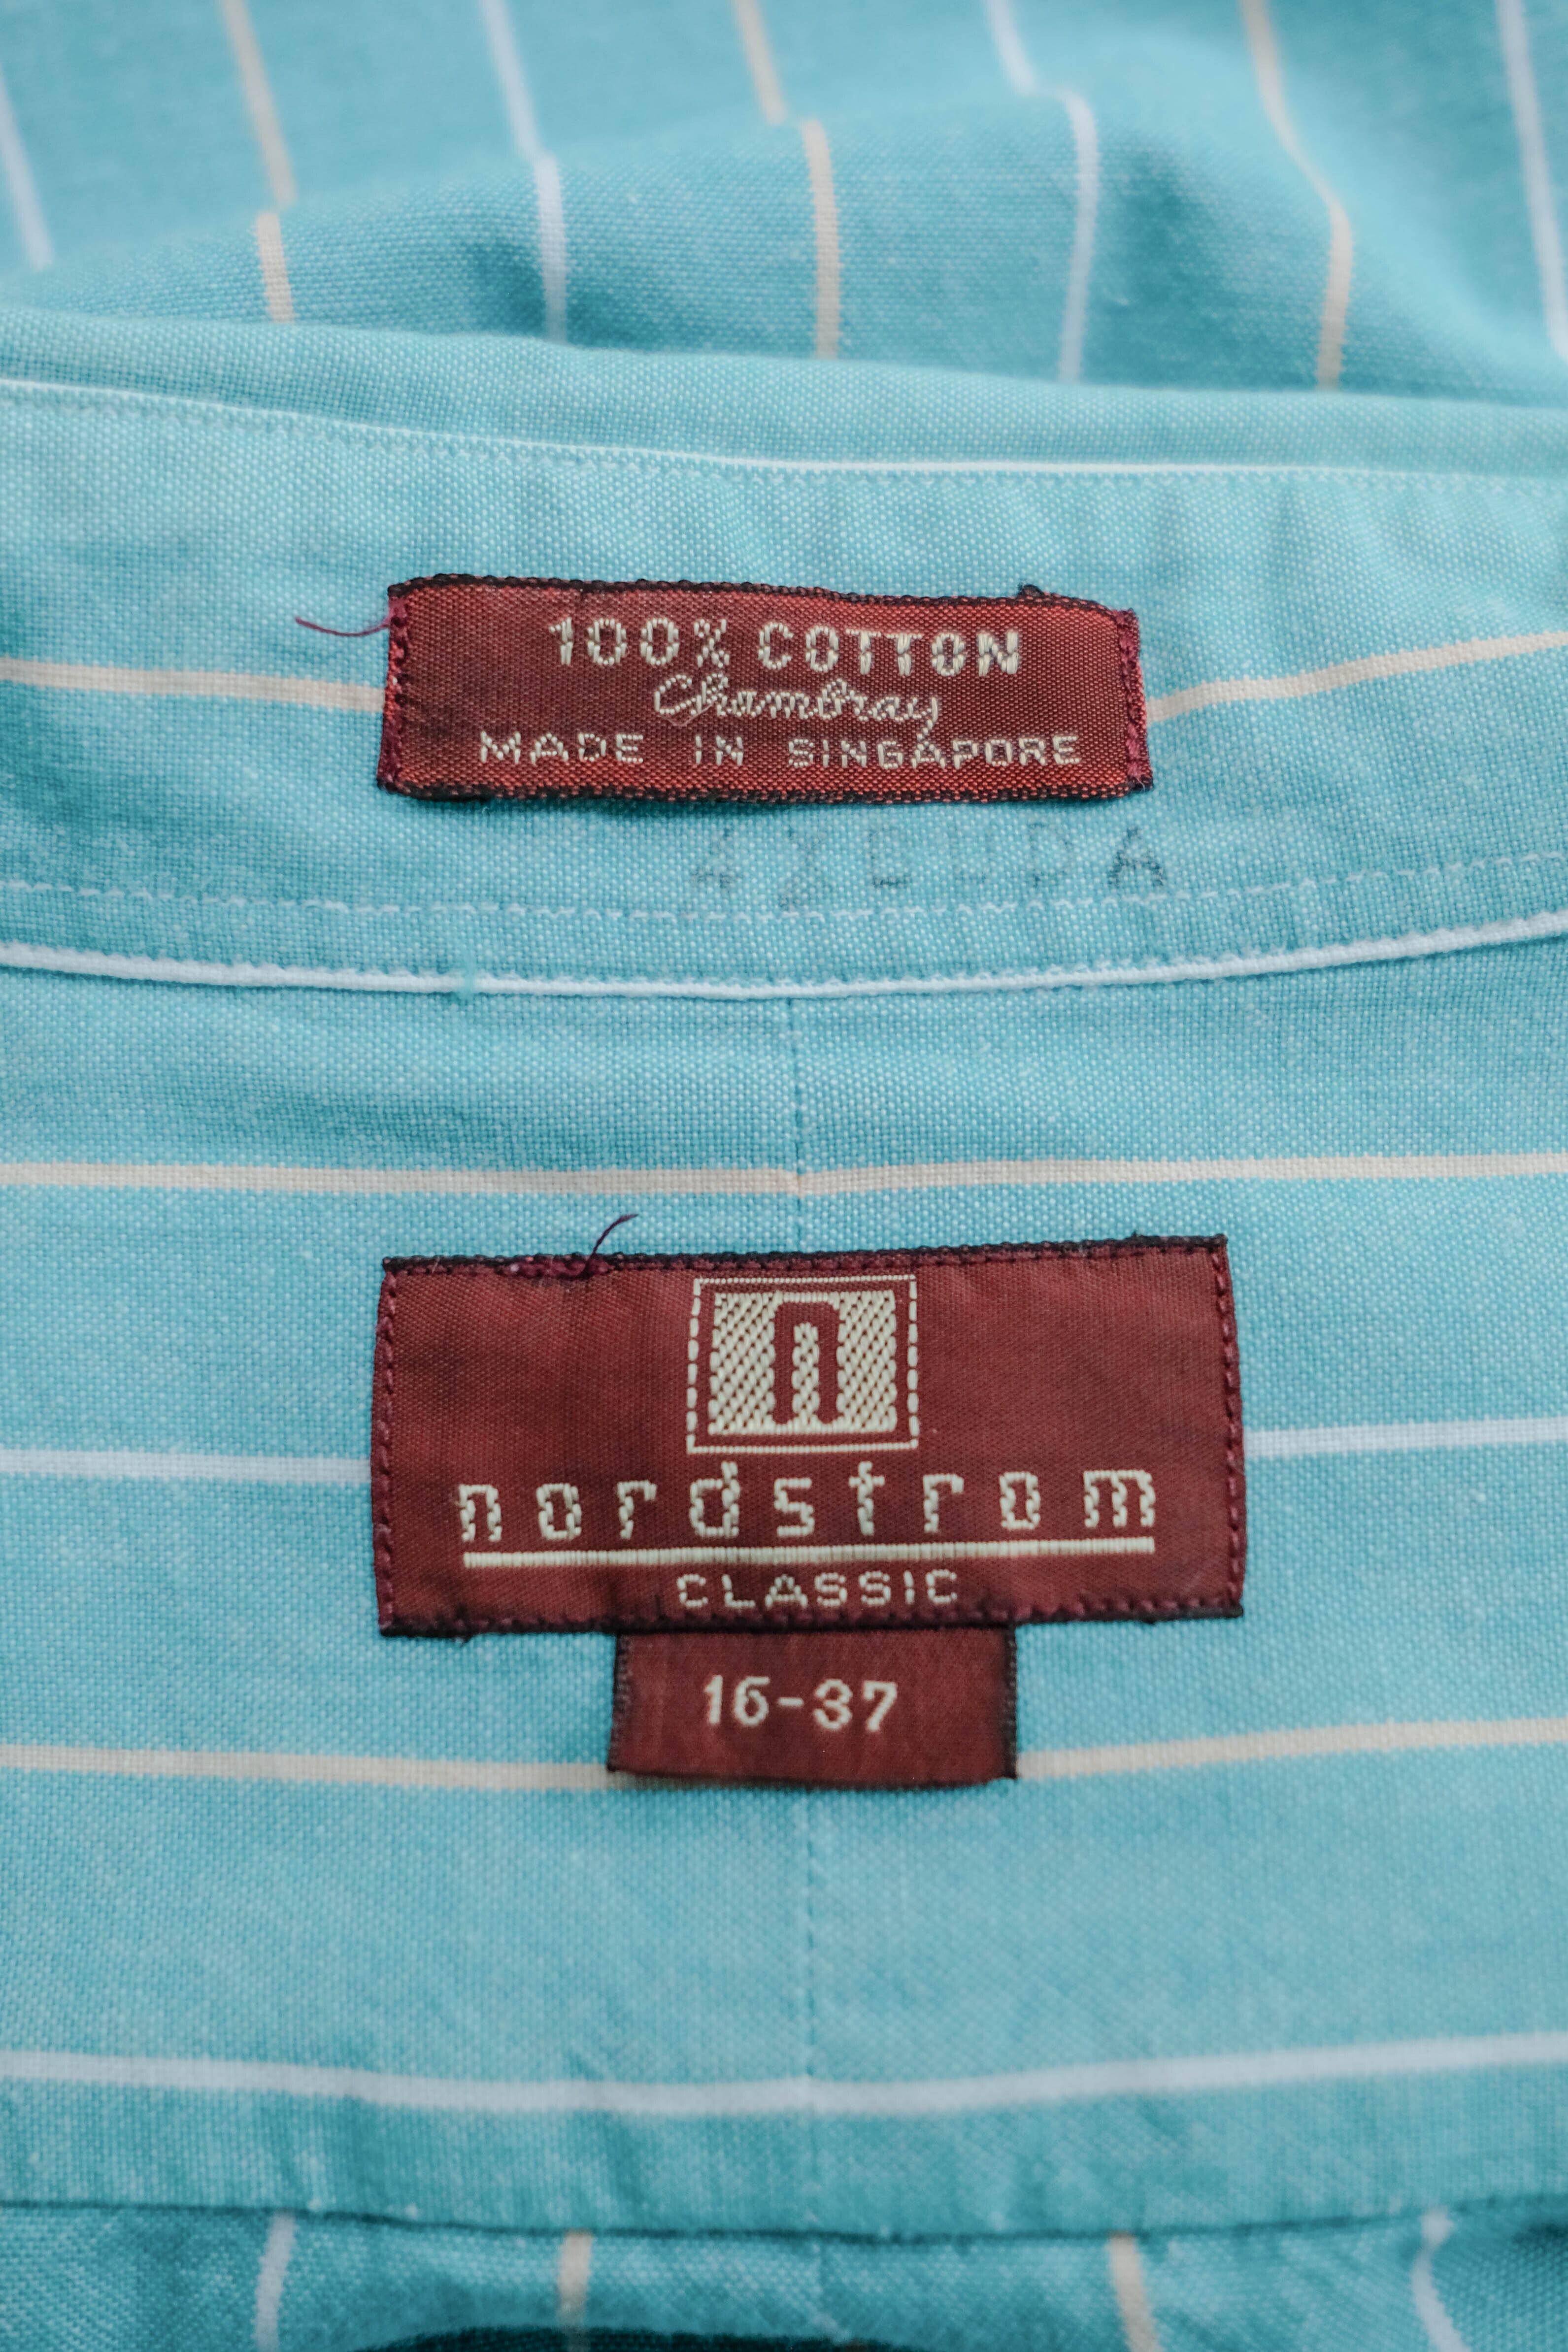 100% COTTON
Chambray
MADE IN SINGAPORE
n
nordstrom
CLASSIC
16-37